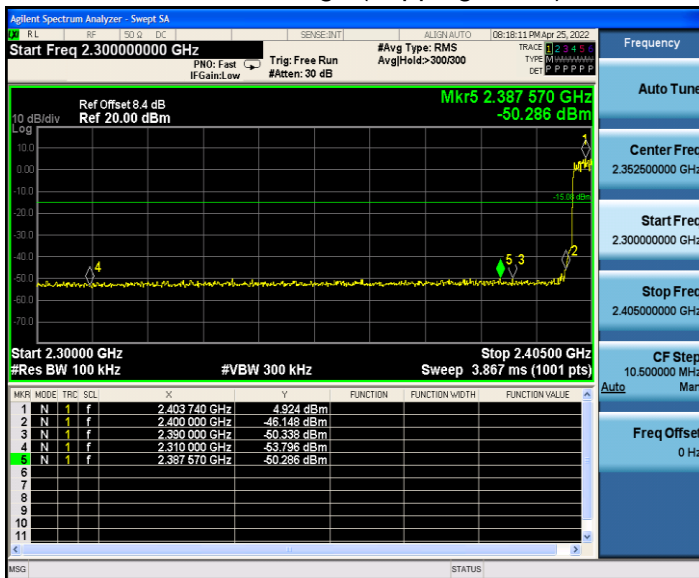 Agilent Spectrum Analyzer - Swept SA
RL RF 50 Ω DC SENSE:INT ALIGN AUTO 08:18:11 PM Apr 25, 2022
Start Freq 2.300000000 GHz
PNO: Fast
IFGain:Low
Trig: Free Run
#Atten: 30 dB
#Avg Type: RMS
Avg|Hold:>300/300
TRACE 1 2 3 4 5 6
TYPE M
DET P P P P P P
Mkr5 2.387 570 GHz
-50.286 dBm
Ref Offset 8.4 dB
10 dB/div Ref 20.00 dBm
Log
10.0
0.00
-10.0
-20.0
-30.0
-40.0
-50.0
-60.0
-70.0
-15.08 dBm
1
2
5 3
4
Start 2.30000 GHz Stop 2.40500 GHz
#Res BW 100 kHz #VBW 300 kHz Sweep 3.867 ms (1001 pts)
MKR MODE TRC SCL X Y FUNCTION FUNCTION WIDTH FUNCTION VALUE
1 N 1 f 2.403 740 GHz 4.924 dBm
2 N 1 f 2.400 000 GHz -46.148 dBm
3 N 1 f 2.390 000 GHz -50.338 dBm
4 N 1 f 2.310 000 GHz -53.796 dBm
5 N 1 f 2.387 570 GHz -50.286 dBm
6
7
8
9
10
11
MSG STATUS
Frequency
Auto Tune
Center Freq
2.352500000 GHz
Start Freq
2.300000000 GHz
Stop Freq
2.405000000 GHz
CF Step
10.500000 MHz
Auto Man
Freq Offset
0 Hz